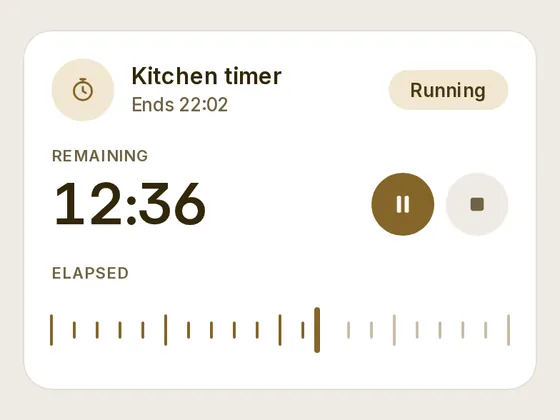 Kitchen timer
Ends 22:02
Running
REMAINING
12:36
ELAPSED